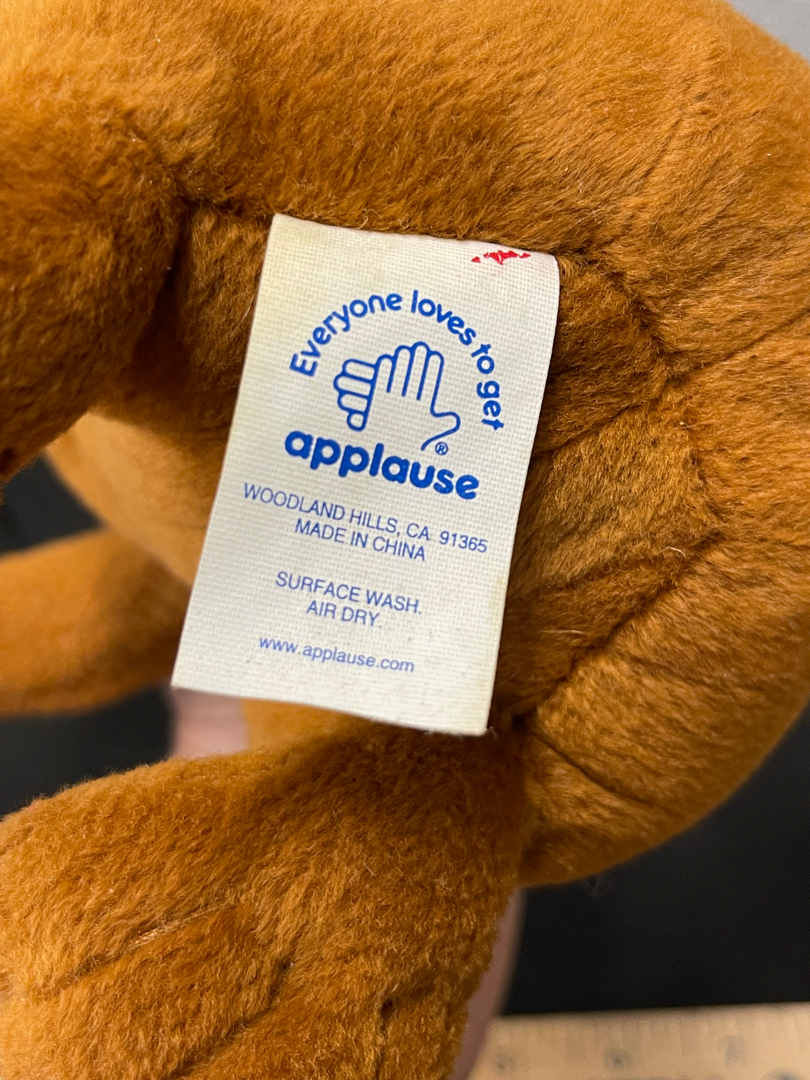 Everyone loves to get
applause®
WOODLAND HILLS, CA 91365
MADE IN CHINA
SURFACE WASH.
AIR DRY.
www.applause.com